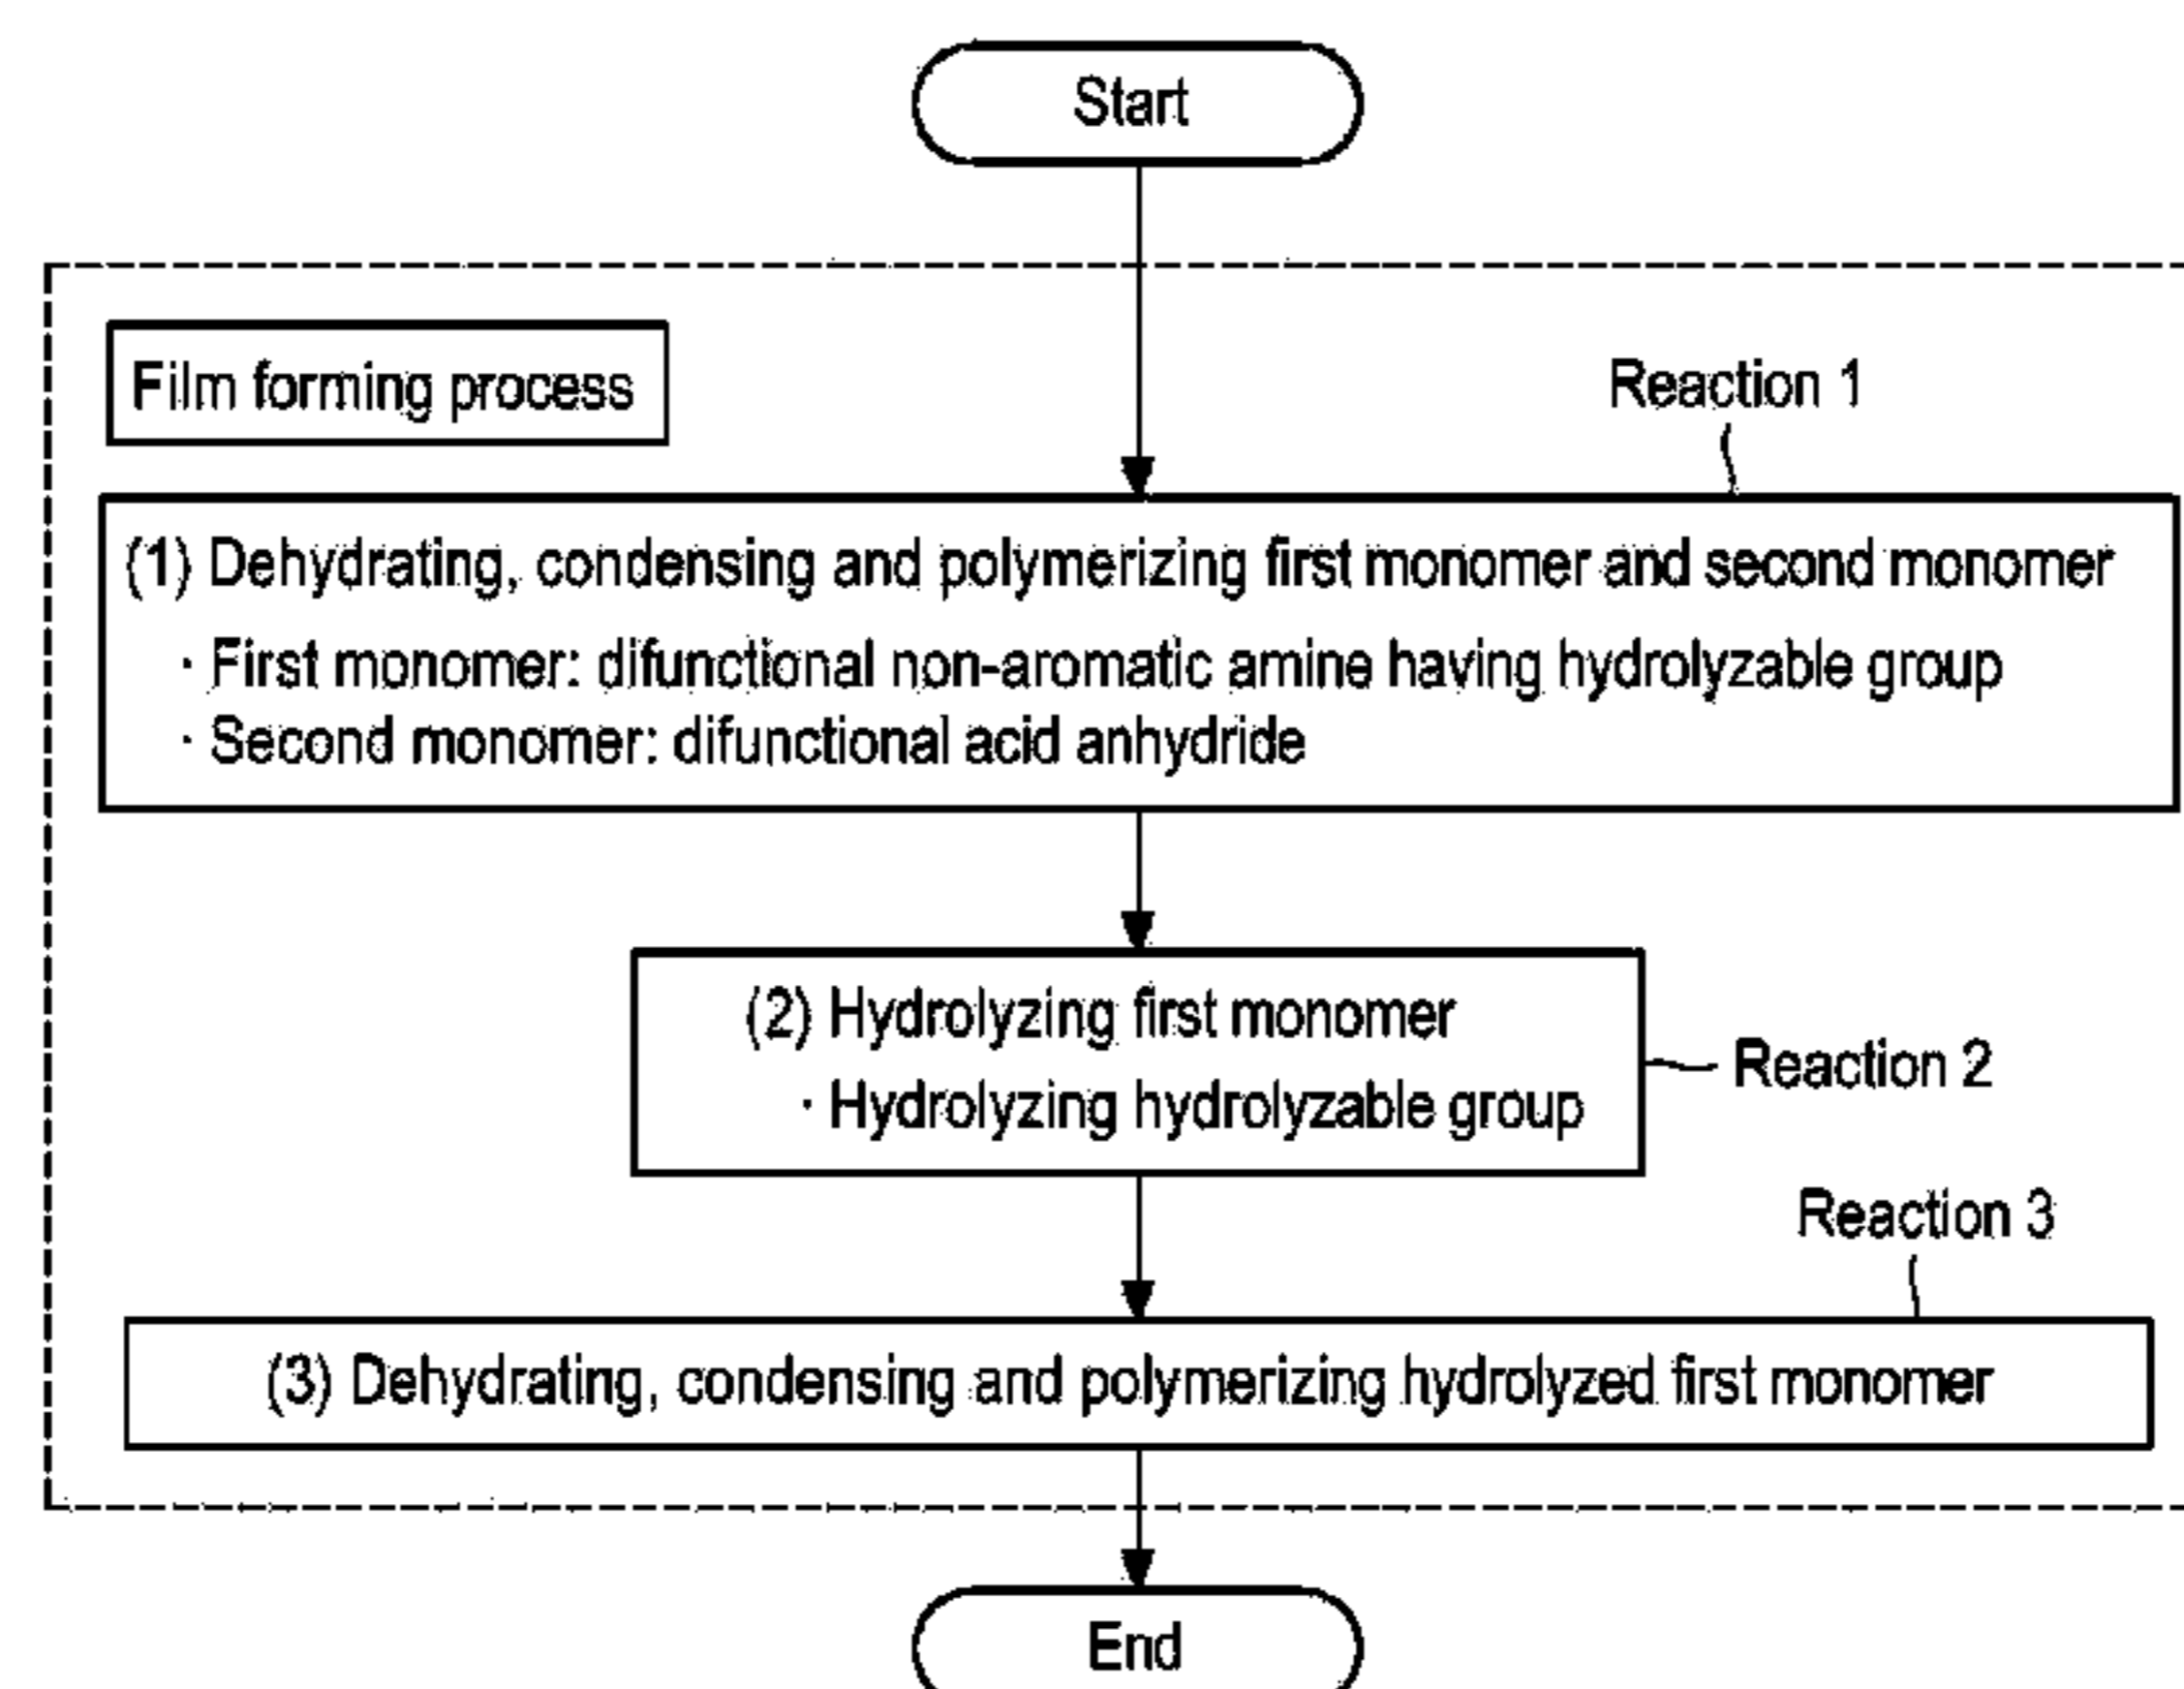 Start
Film forming process
Reaction 1
(1) Dehydrating, condensing and polymerizing first monomer and second monomer
· First monomer: difunctional non-aromatic amine having hydrolyzable group
· Second monomer: difunctional acid anhydride
(2) Hydrolyzing first monomer
· Hydrolyzing hydrolyzable group
Reaction 2
Reaction 3
(3) Dehydrating, condensing and polymerizing hydrolyzed first monomer
End